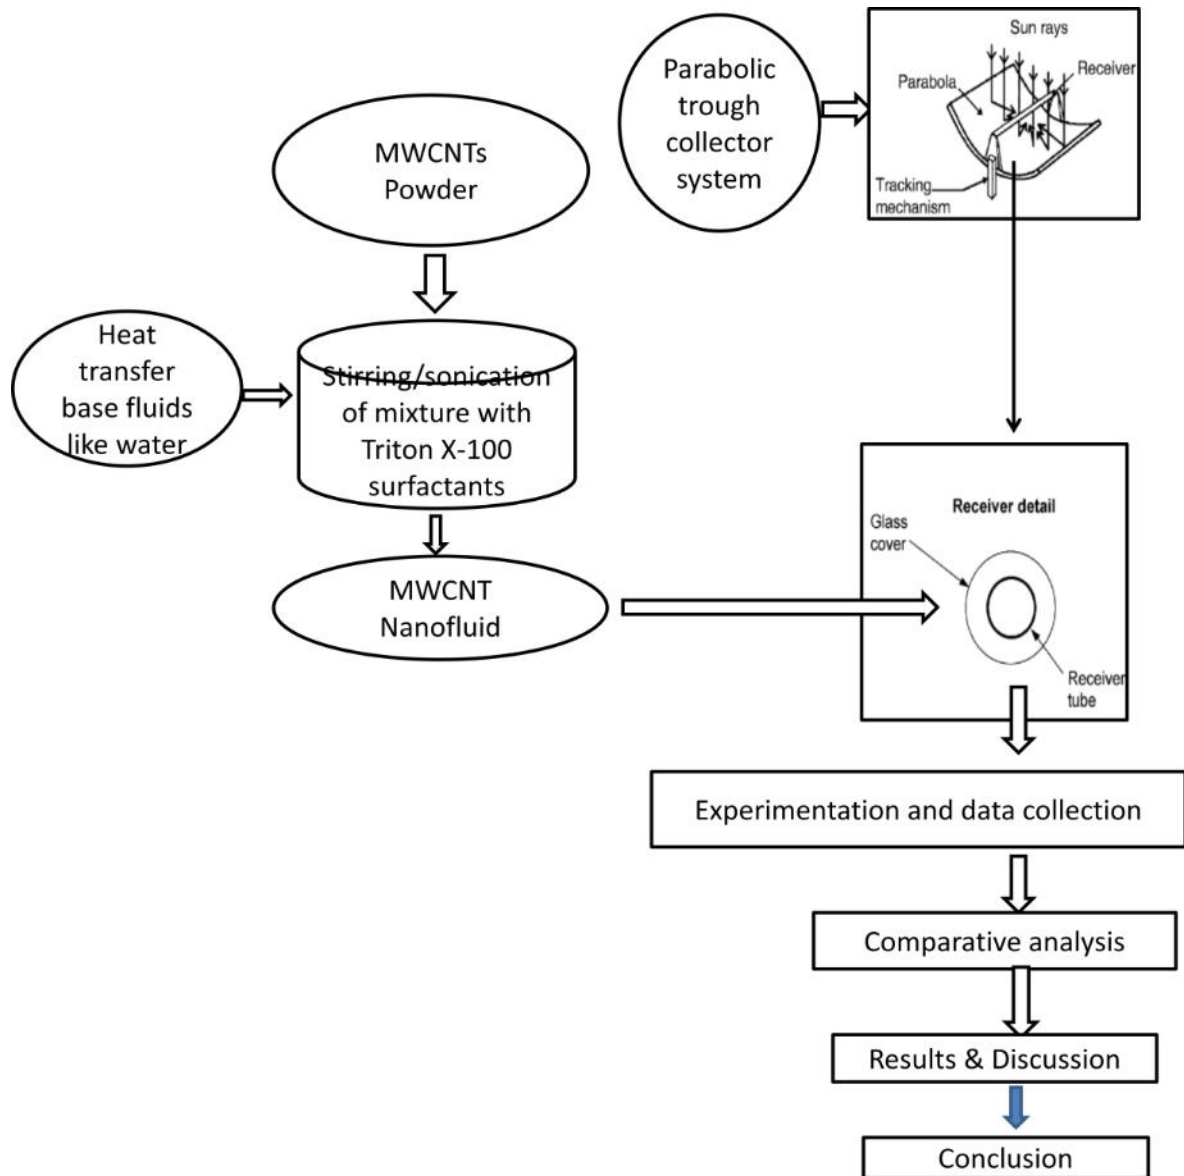 Parabolic
trough
collector
system
Sun rays
Parabola
Receiver
Tracking
mechanism
MWCNTs
Powder
Heat
transfer
base fluids
like water
Stirring/sonication
of mixture with
Triton X-100
surfactants
MWCNT
Nanofluid
Receiver detail
Glass
cover
Receiver
tube
Experimentation and data collection
Comparative analysis
Results & Discussion
Conclusion